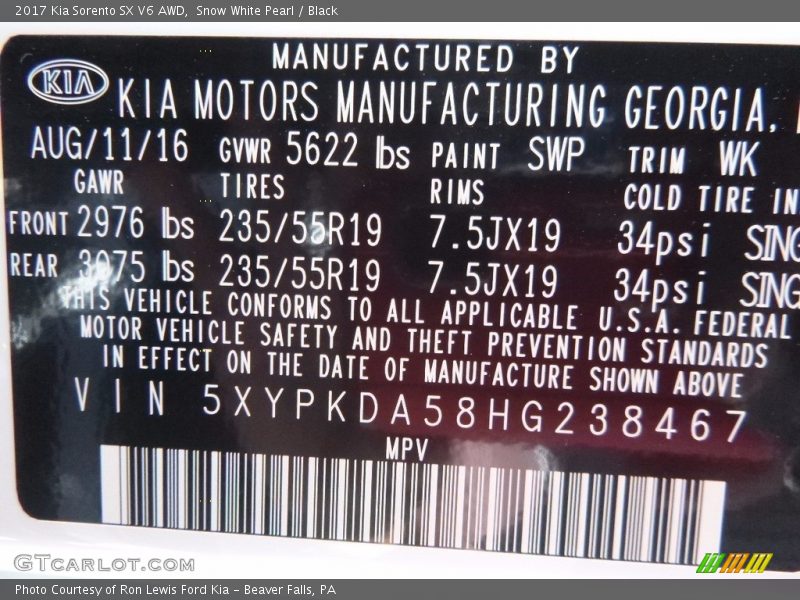 2017 Kia Sorento SX V6 AWD, Snow White Pearl / Black
MANUFACTURED BY
KIA
KIA MOTORS MANUFACTURING GEORGIA,
AUG/11/16 GVWR 5622 lbs PAINT SWP TRIM WK
GAWR TIRES RIMS COLD TIRE IN
FRONT 2976 lbs 235/55R19 7.5JX19 34psi SING
REAR 3075 lbs 235/55R19 7.5JX19 34psi SING
THIS VEHICLE CONFORMS TO ALL APPLICABLE U.S.A. FEDERAL
MOTOR VEHICLE SAFETY AND THEFT PREVENTION STANDARDS
IN EFFECT ON THE DATE OF MANUFACTURE SHOWN ABOVE
VIN 5XYPKDA58HG238467
MPV
GTCARLOT.COM
Photo Courtesy of Ron Lewis Ford Kia - Beaver Falls, PA